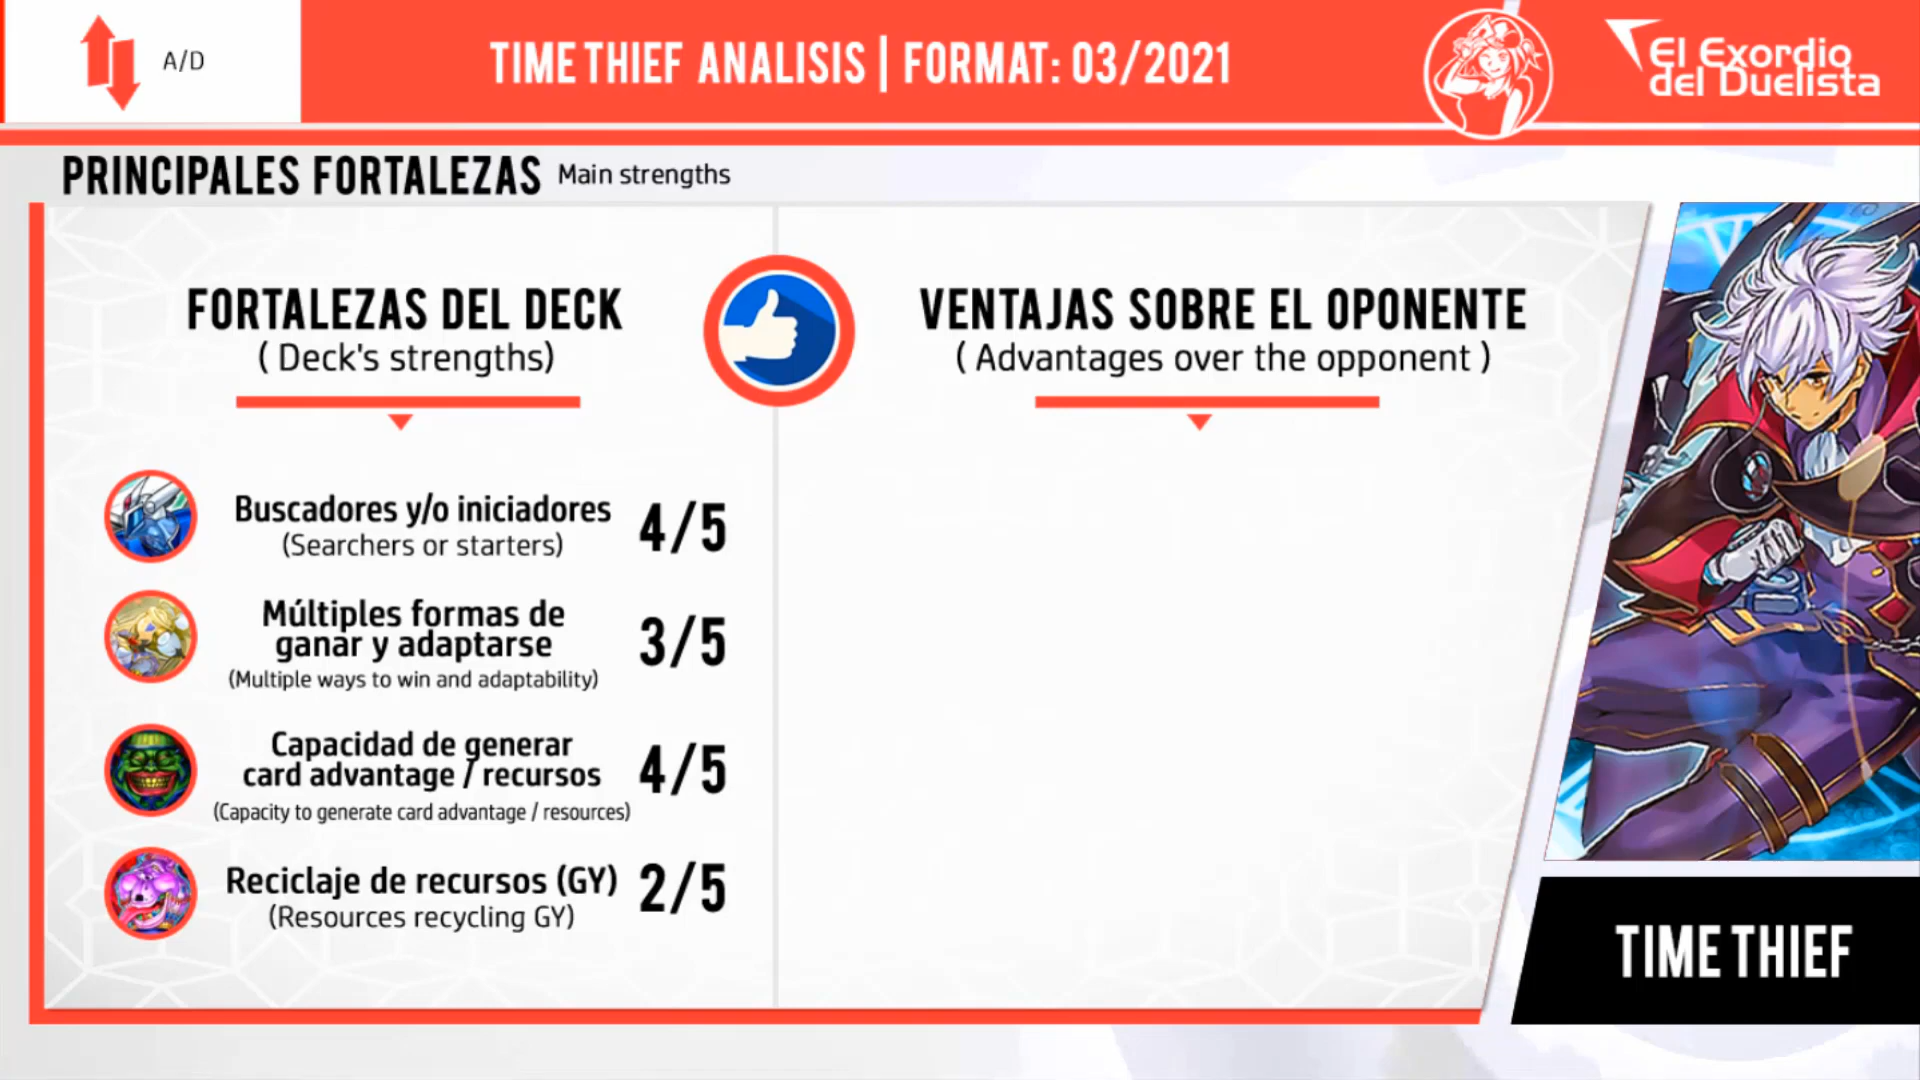 A/D
TIME THIEF ANALISIS | FORMAT: 03/2021
El Exordio
del Duelista
PRINCIPALES FORTALEZAS Main strengths
FORTALEZAS DEL DECK
( Deck's strengths)
VENTAJAS SOBRE EL OPONENTE
( Advantages over the opponent )
Buscadores y/o iniciadores 4/5
(Searchers or starters)
Múltiples formas de
ganar y adaptarse 3/5
(Multiple ways to win and adaptability)
Capacidad de generar
card advantage / recursos 4/5
(Capacity to generate card advantage / resources)
Reciclaje de recursos (GY) 2/5
(Resources recycling GY)
TIME THIEF